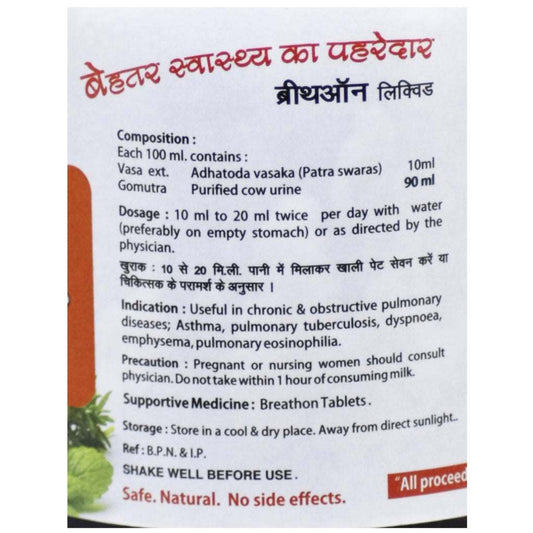 बेहतर स्वास्थ्य का पहरेदार
ब्रीथऑन लिक्विड
Composition :
Each 100 ml. contains :
Vasa ext. Adhatoda vasaka (Patra swaras) 10ml
Gomutra Purified cow urine 90 ml
Dosage : 10 ml to 20 ml twice per day with water
(preferably on empty stomach) or as directed by the
physician.
खुराक : 10 से 20 मि.ली. पानी में मिलाकर खाली पेट सेवन करें या
चिकित्सक के परामर्श के अनुसार ।
Indication : Useful in chronic & obstructive pulmonary
diseases; Asthma, pulmonary tuberculosis, dyspnoea,
emphysema, pulmonary eosinophilia.
Precaution : Pregnant or nursing women should consult
physician. Do not take within 1 hour of consuming milk.
Supportive Medicine : Breathon Tablets.
Storage : Store in a cool & dry place. Away from direct sunlight..
Ref : B.P.N. & I.P.
SHAKE WELL BEFORE USE .
Safe. Natural. No side effects.
"All proceed